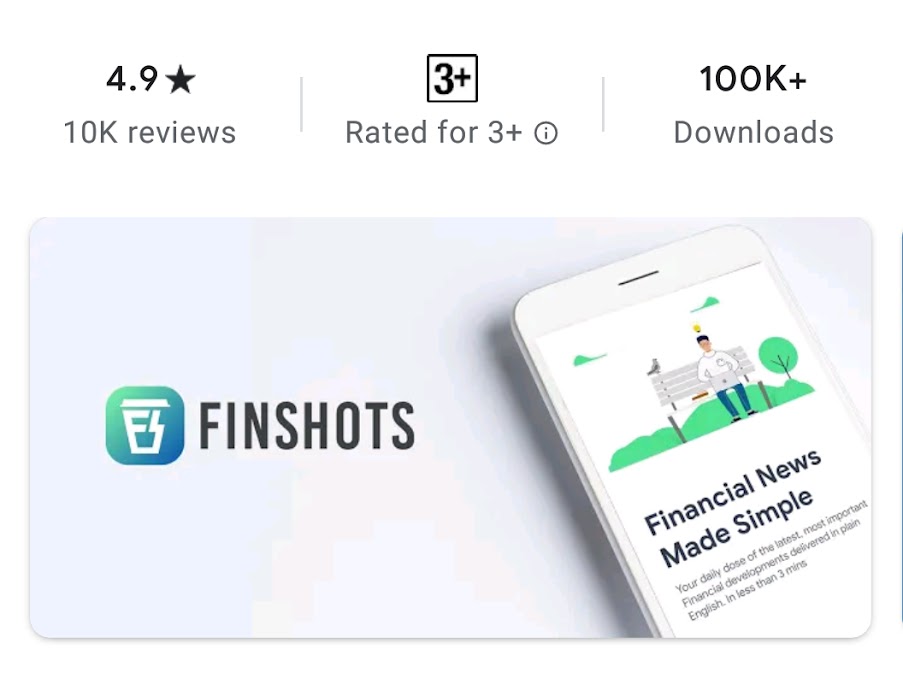 4.9★
10K reviews
3+
Rated for 3+
100K+
Downloads
FS FINSHOTS
Financial News
Made Simple
Your daily dose of the latest, most important
Financial developments delivered in plain
English. In less than 3 mins